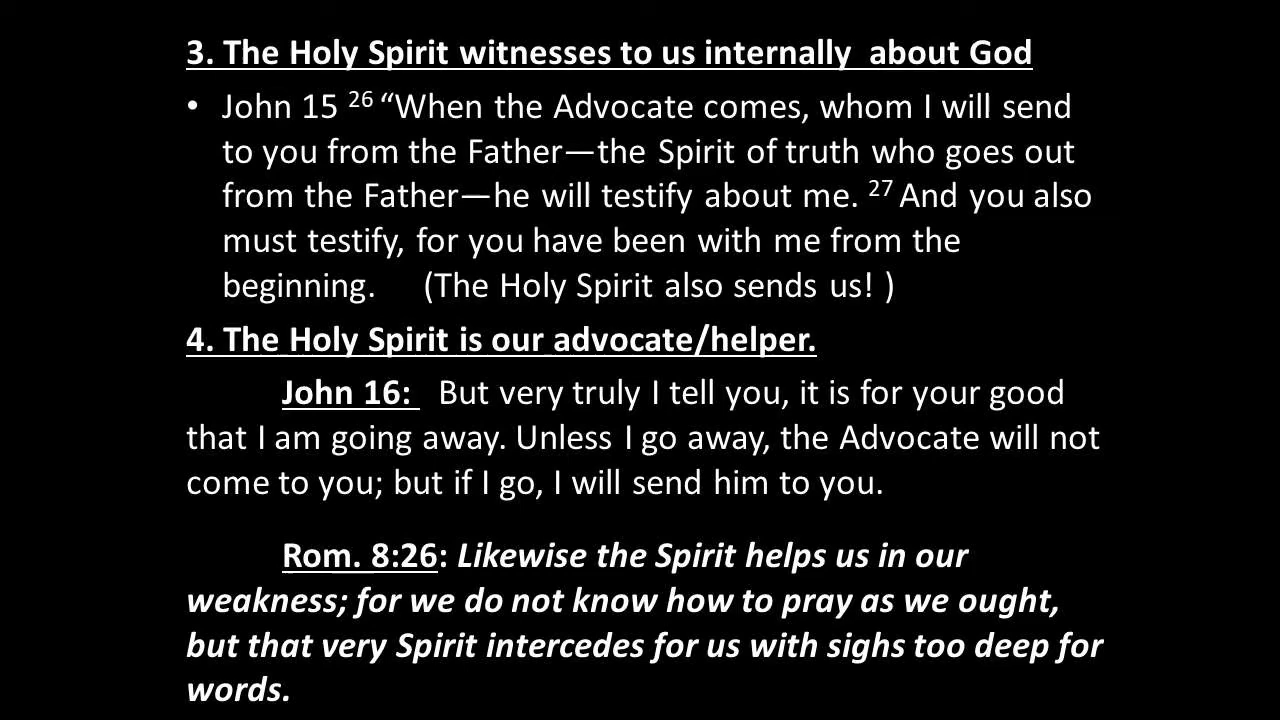 3. The Holy Spirit witnesses to us internally  about God
• John 15 26 “When the Advocate comes, whom I will send
to you from the Father—the Spirit of truth who goes out
from the Father—he will testify about me. 27 And you also
must testify, for you have been with me from the
beginning.     (The Holy Spirit also sends us! )
4. The Holy Spirit is our advocate/helper.
John 16:   But very truly I tell you, it is for your good
that I am going away. Unless I go away, the Advocate will not
come to you; but if I go, I will send him to you.
Rom. 8:26: Likewise the Spirit helps us in our
weakness; for we do not know how to pray as we ought,
but that very Spirit intercedes for us with sighs too deep for
words.